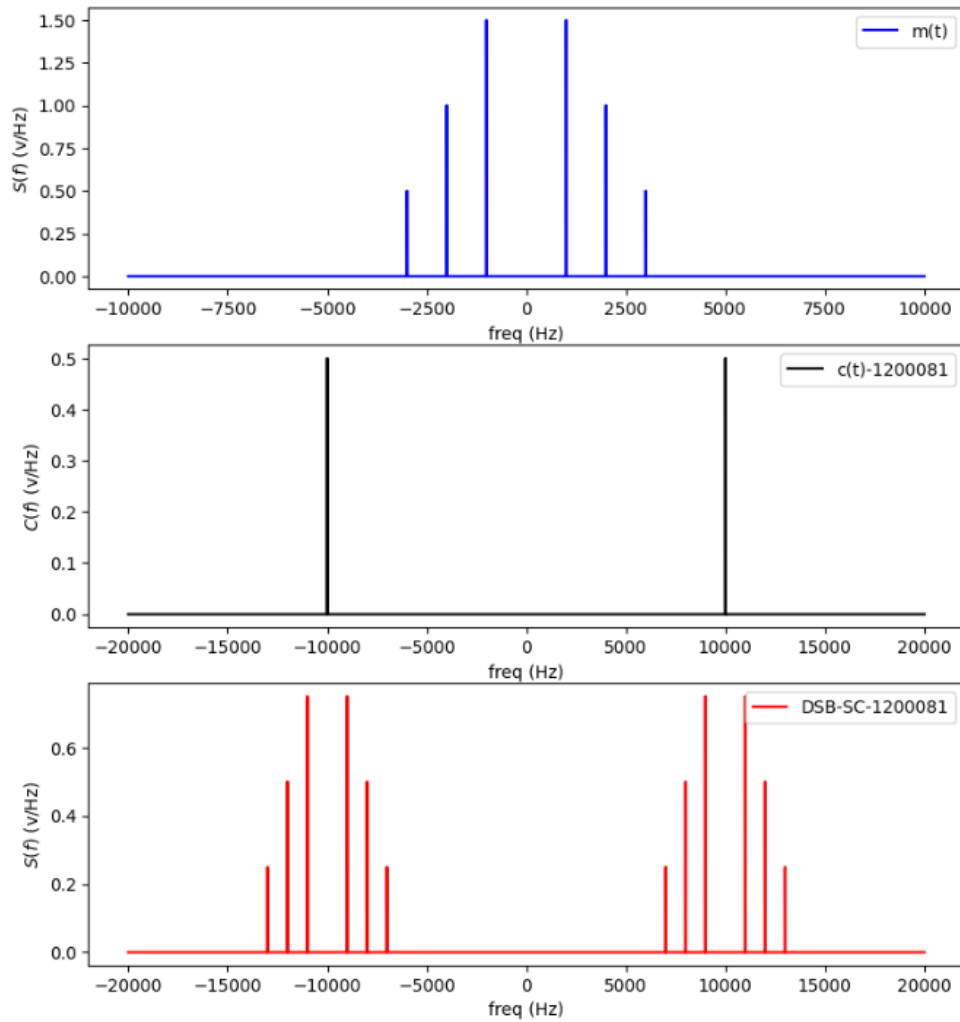 1.50
1.25
1.00
0.75
0.50
0.25
0.00
S(f) (v/Hz)
m(t)
−10000 −7500 −5000 −2500 0 2500 5000 7500 10000
freq (Hz)
0.5
0.4
0.3
0.2
0.1
0.0
C(f) (v/Hz)
c(t)-1200081
−20000 −15000 −10000 −5000 0 5000 10000 15000 20000
freq (Hz)
0.6
0.4
0.2
0.0
S(f) (v/Hz)
DSB-SC-1200081
−20000 −15000 −10000 −5000 0 5000 10000 15000 20000
freq (Hz)